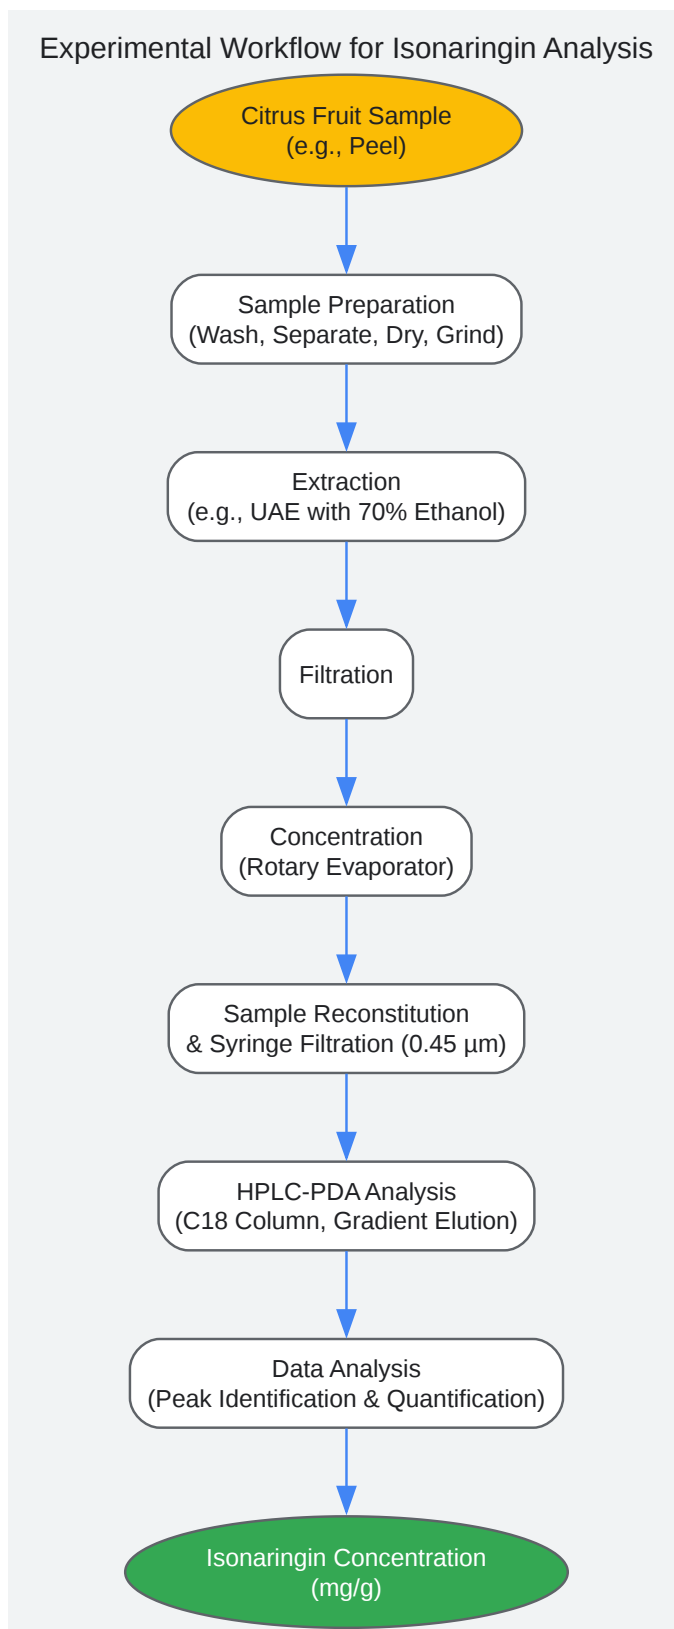 Experimental Workflow for Isonaringin Analysis
Citrus Fruit Sample
(e.g., Peel)
Sample Preparation
(Wash, Separate, Dry, Grind)
Extraction
(e.g., UAE with 70% Ethanol)
Filtration
Concentration
(Rotary Evaporator)
Sample Reconstitution
& Syringe Filtration (0.45 µm)
HPLC-PDA Analysis
(C18 Column, Gradient Elution)
Data Analysis
(Peak Identification & Quantification)
Isonaringin Concentration
(mg/g)